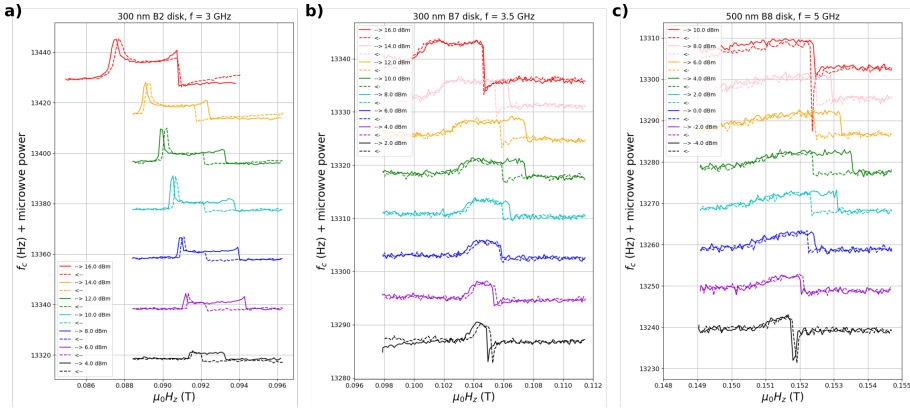 a)
300 nm B2 disk, f = 3 GHz
f_c (Hz) + microwve power
13440
13420
13400
13380
13360
13340
13320
--> 16.0 dBm
<--
--> 14.0 dBm
<--
--> 12.0 dBm
<--
--> 10.0 dBm
<--
--> 8.0 dBm
<--
--> 6.0 dBm
<--
--> 4.0 dBm
<--
0.086 0.088 0.090 0.092 0.094 0.096
μ₀H_z (T)
b)
300 nm B7 disk, f = 3.5 GHz
f_c (Hz) + microwve power
--> 16.0 dBm
<--
--> 14.0 dBm
<--
--> 12.0 dBm
<--
--> 10.0 dBm
<--
--> 8.0 dBm
<--
--> 6.0 dBm
<--
--> 4.0 dBm
<--
--> 2.0 dBm
<--
13340
13330
13320
13310
13300
13290
13280
0.096 0.098 0.100 0.102 0.104 0.106 0.108 0.110 0.112
μ₀H_z (T)
c)
500 nm B8 disk, f = 5 GHz
f_c (Hz) + microwve power
--> 10.0 dBm
<--
--> 8.0 dBm
<--
--> 6.0 dBm
<--
--> 4.0 dBm
<--
--> 2.0 dBm
<--
--> 0.0 dBm
<--
--> -2.0 dBm
<--
--> -4.0 dBm
<--
13310
13300
13290
13280
13270
13260
13250
13240
13230
0.148 0.149 0.150 0.151 0.152 0.153 0.154 0.155
μ₀H_z (T)